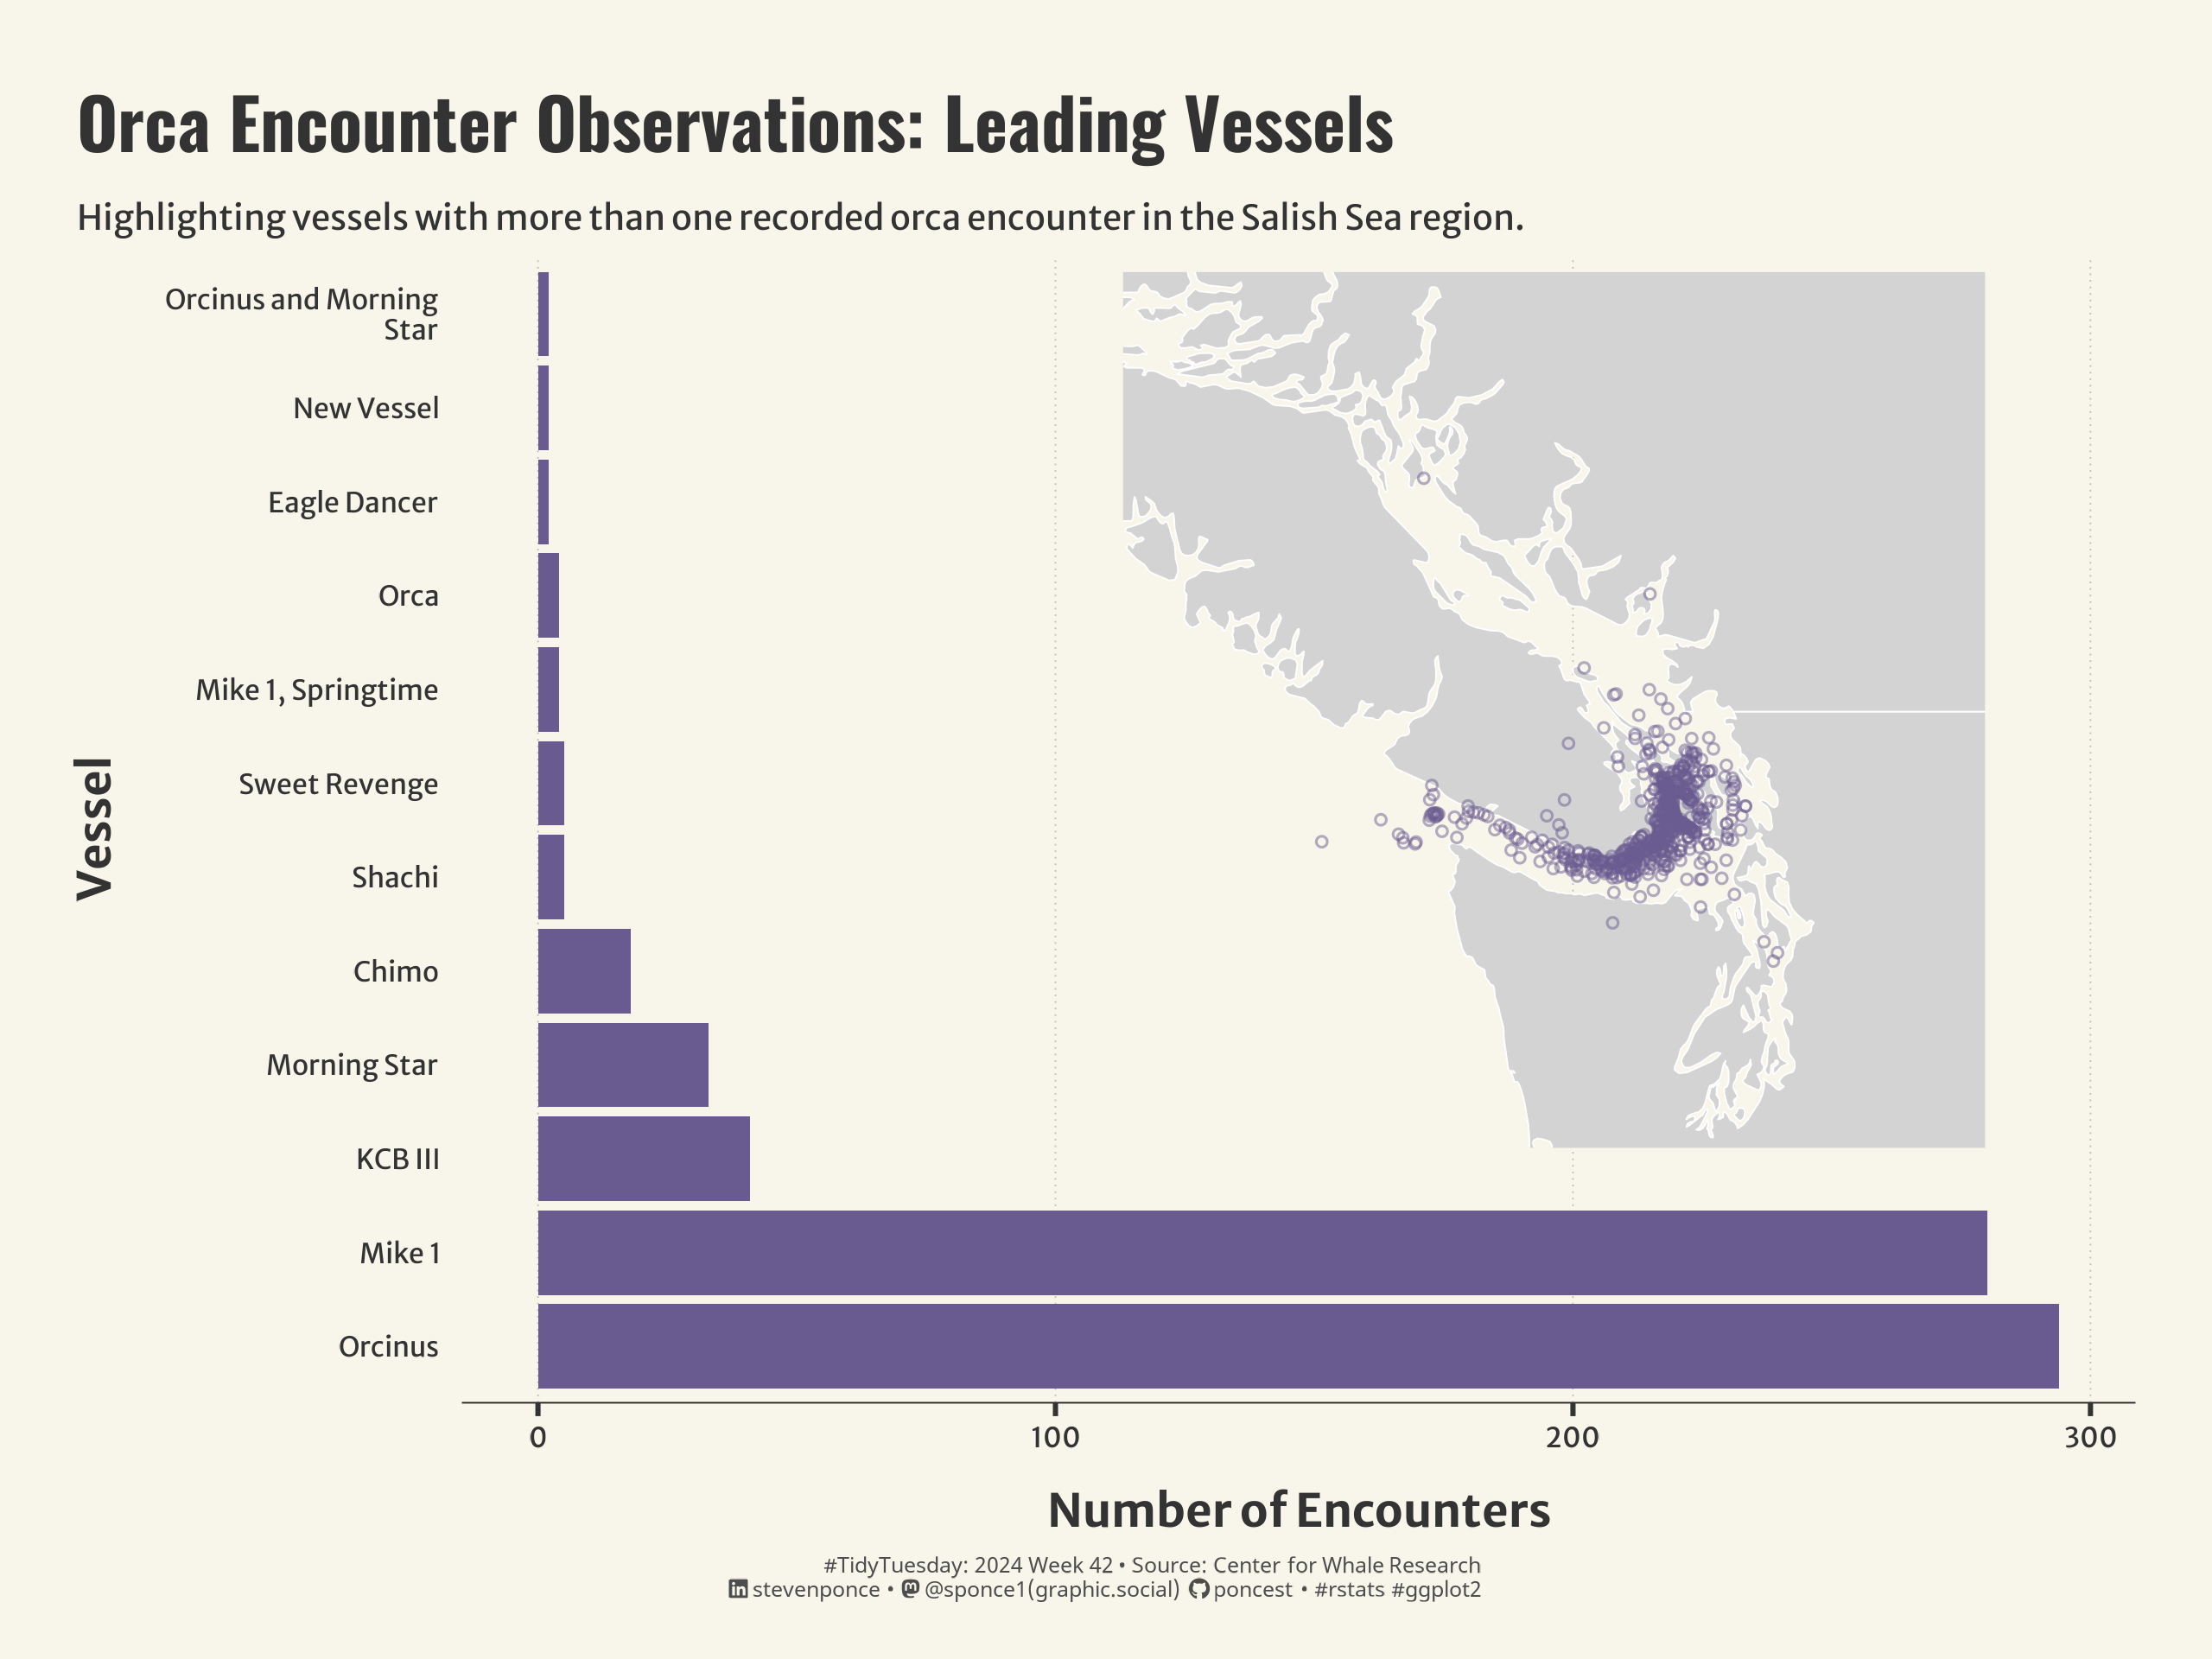 Orca Encounter Observations: Leading Vessels
Highlighting vessels with more than one recorded orca encounter in the Salish Sea region.
Vessel
Orcinus and Morning
Star
New Vessel
Eagle Dancer
Orca
Mike 1, Springtime
Sweet Revenge
Shachi
Chimo
Morning Star
KCB III
Mike 1
Orcinus
0 100 200 300
Number of Encounters
#TidyTuesday: 2024 Week 42 • Source: Center for Whale Research
stevenponce • @sponce1(graphic.social) poncest • #rstats #ggplot2